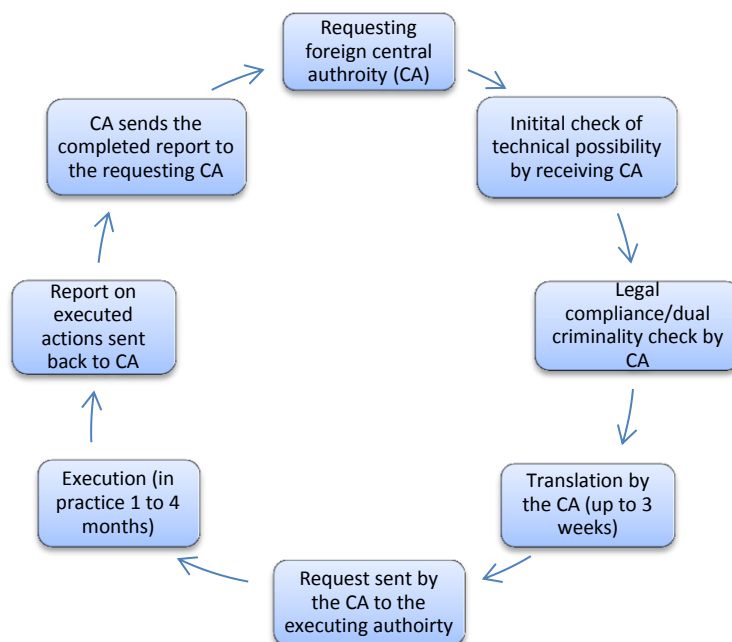 Requesting
foreign central
authroity (CA)
Initital check of
technical possibility
by receiving CA
Legal
compliance/dual
criminality check by
CA
Translation by
the CA (up to 3
weeks)
Request sent by
the CA to the
executing authoirty
Execution (in
practice 1 to 4
months)
Report on
executed
actions sent
back to CA
CA sends the
completed report to
the requesting CA